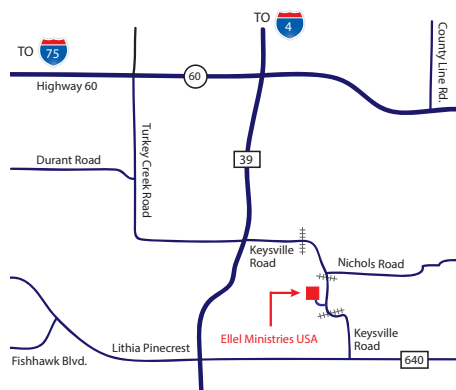 TO 4
TO 75
60
Highway 60
County Line Rd.
Turkey Creek Road
Durant Road
39
Keysville
Road
Nichols Road
Ellel Ministries USA
Keysville
Road
Lithia Pinecrest
640
Fishhawk Blvd.